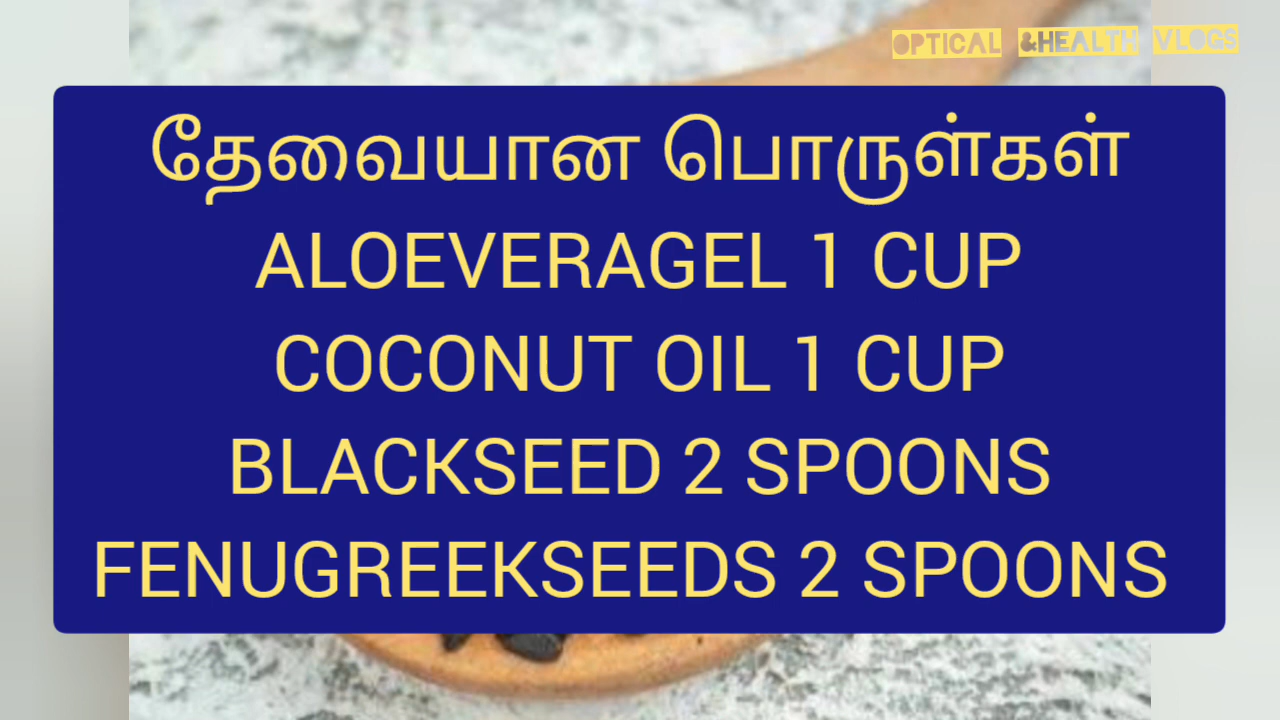 OPTICAL &HEALTH VLOGS
தேவையான பொருள்கள்
ALOEVERAGEL 1 CUP
COCONUT OIL 1 CUP
BLACKSEED 2 SPOONS
FENUGREEKSEEDS 2 SPOONS